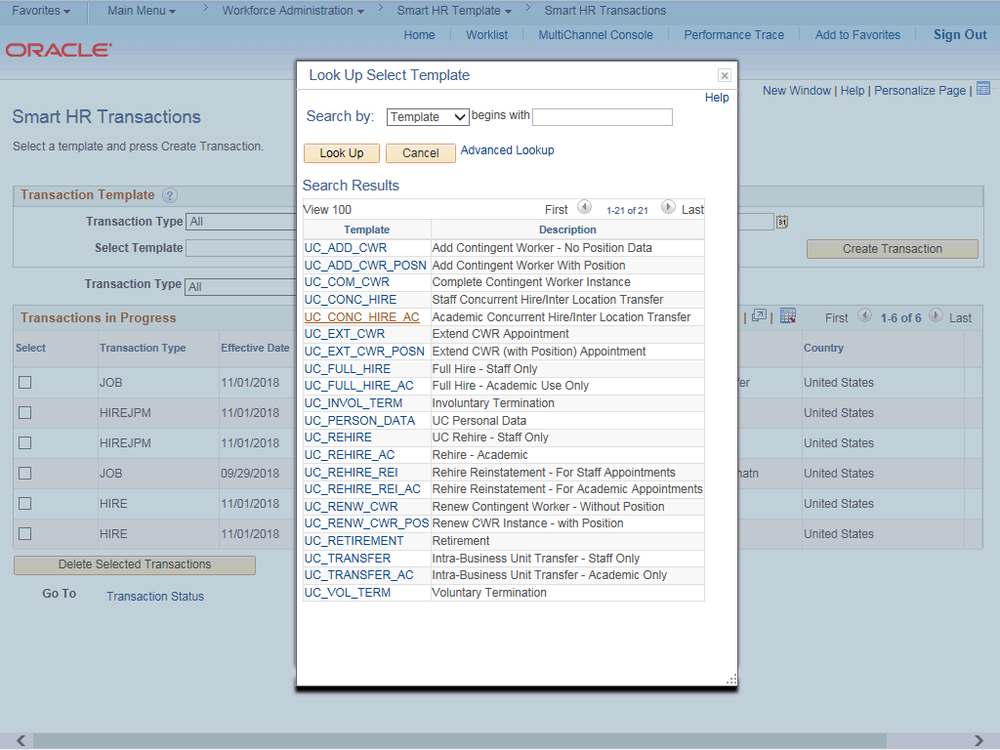 Favorites Main Menu > Workforce Administration > Smart HR Template > Smart HR Transactions
Home Worklist MultiChannel Console Performance Trace Add to Favorites Sign Out
ORACLE
New Window | Help | Personalize Page |
Smart HR Transactions
Select a template and press Create Transaction.
Transaction Template ?
Transaction Type All
31
Select Template
Create Transaction
Transaction Type All
Transactions in Progress
| | First 1-6 of 6 Last
Select Transaction Type Effective Date Country
JOB 11/01/2018 United States
HIREJPM 11/01/2018 United States
HIREJPM 11/01/2018 United States
JOB 09/29/2018 United States
HIRE 11/01/2018 United States
HIRE 11/01/2018 United States
Delete Selected Transactions
Go To Transaction Status
Look Up Select Template
Help
Search by: Template begins with
Look Up Cancel Advanced Lookup
Search Results
View 100 First 1-21 of 21 Last
Template Description
UC_ADD_CWR Add Contingent Worker - No Position Data
UC_ADD_CWR_POSN Add Contingent Worker With Position
UC_COM_CWR Complete Contingent Worker Instance
UC_CONC_HIRE Staff Concurrent Hire/Inter Location Transfer
UC_CONC_HIRE_AC Academic Concurrent Hire/Inter Location Transfer
UC_EXT_CWR Extend CWR Appointment
UC_EXT_CWR_POSN Extend CWR (with Position) Appointment
UC_FULL_HIRE Full Hire - Staff Only
UC_FULL_HIRE_AC Full Hire - Academic Use Only
UC_INVOL_TERM Involuntary Termination
UC_PERSON_DATA UC Personal Data
UC_REHIRE UC Rehire - Staff Only
UC_REHIRE_AC Rehire - Academic
UC_REHIRE_REI Rehire Reinstatement - For Staff Appointments
UC_REHIRE_REI_AC Rehire Reinstatement - For Academic Appointments
UC_RENW_CWR Renew Contingent Worker - Without Position
UC_RENW_CWR_POS Renew CWR Instance - with Position
UC_RETIREMENT Retirement
UC_TRANSFER Intra-Business Unit Transfer - Staff Only
UC_TRANSFER_AC Intra-Business Unit Transfer - Academic Only
UC_VOL_TERM Voluntary Termination